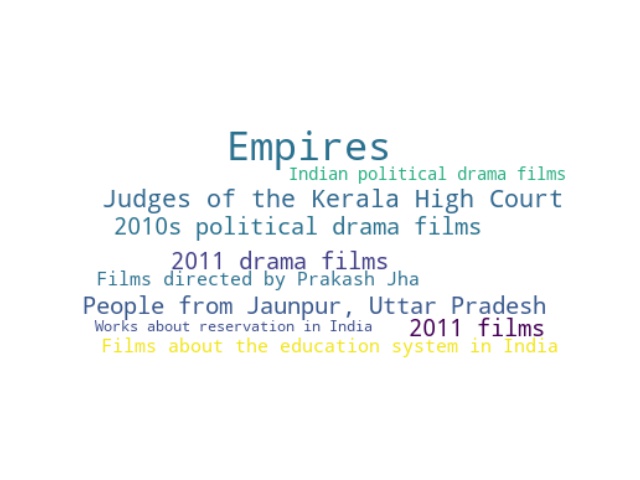 Empires
Indian political drama films
Judges of the Kerala High Court
2010s political drama films
2011 drama films
Films directed by Prakash Jha
People from Jaunpur, Uttar Pradesh
Works about reservation in India
2011 films
Films about the education system in India